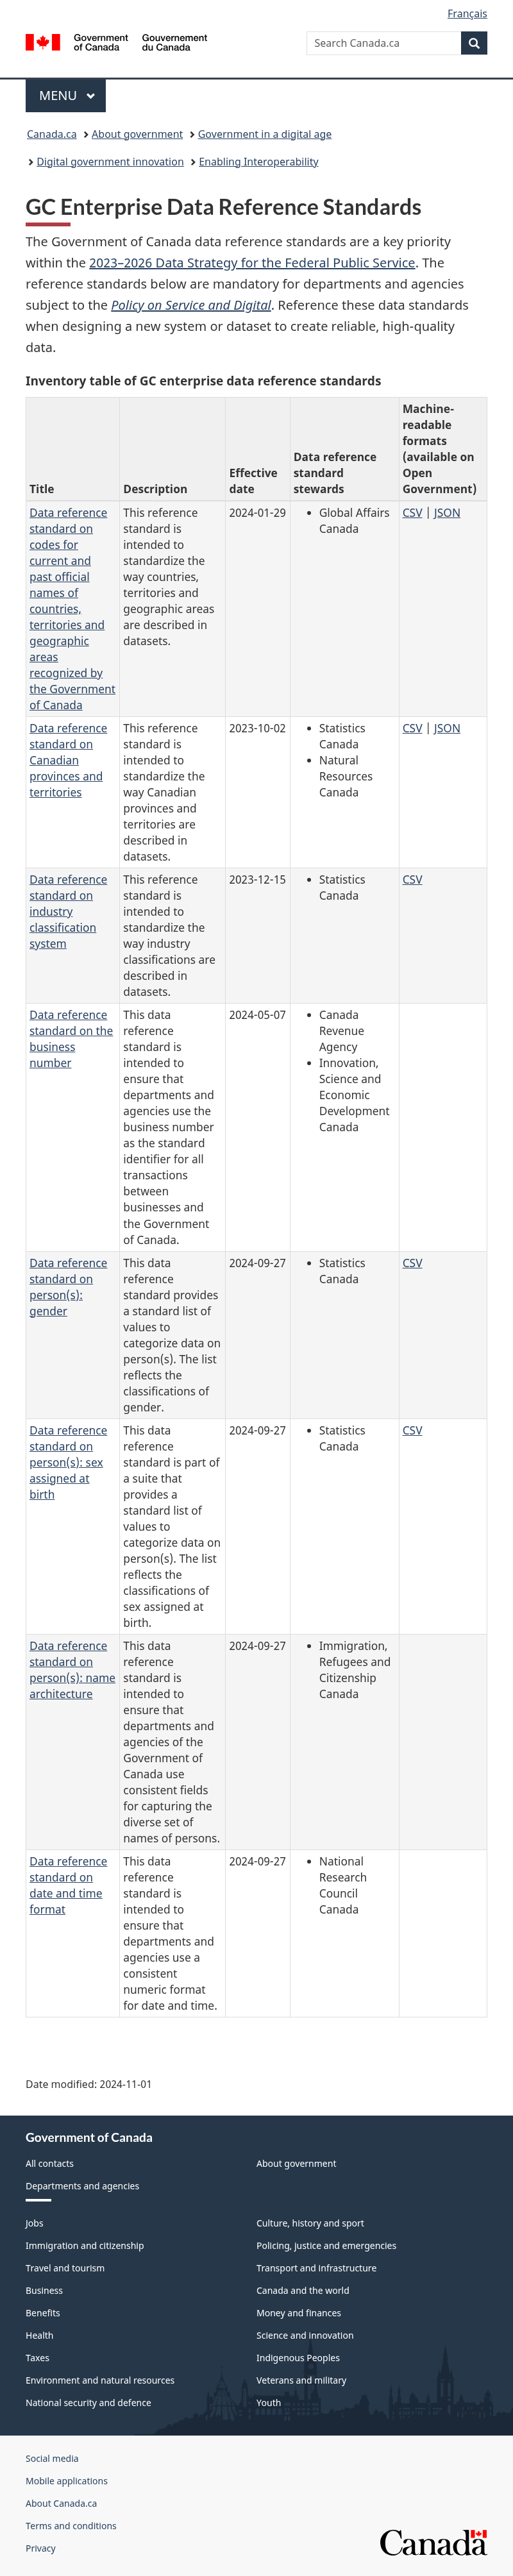 Français
Government
of Canada
Gouvernement
du Canada
Search Canada.ca
MENU
Canada.ca
About government
Government in a digital age
Digital government innovation
Enabling Interoperability
GC Enterprise Data Reference Standards
The Government of Canada data reference standards are a key priority
within the 2023–2026 Data Strategy for the Federal Public Service. The
reference standards below are mandatory for departments and agencies
subject to the Policy on Service and Digital. Reference these data standards
when designing a new system or dataset to create reliable, high-quality
data.
Inventory table of GC enterprise data reference standards
Title
Description
Effective
date
Data reference
standard
stewards
Machine-
readable
formats
(available on
Open
Government)
Data reference
standard on
codes for
current and
past official
names of
countries,
territories and
geographic
areas
recognized by
the Government
of Canada
This reference
standard is
intended to
standardize the
way countries,
territories and
geographic areas
are described in
datasets.
2024-01-29
• Global Affairs
Canada
CSV | JSON
Data reference
standard on
Canadian
provinces and
territories
This reference
standard is
intended to
standardize the
way Canadian
provinces and
territories are
described in
datasets.
2023-10-02
• Statistics
Canada
• Natural
Resources
Canada
CSV | JSON
Data reference
standard on
industry
classification
system
This reference
standard is
intended to
standardize the
way industry
classifications are
described in
datasets.
2023-12-15
• Statistics
Canada
CSV
Data reference
standard on the
business
number
This data
reference
standard is
intended to
ensure that
departments and
agencies use the
business number
as the standard
identifier for all
transactions
between
businesses and
the Government
of Canada.
2024-05-07
• Canada
Revenue
Agency
• Innovation,
Science and
Economic
Development
Canada
Data reference
standard on
person(s):
gender
This data
reference
standard provides
a standard list of
values to
categorize data on
person(s). The list
reflects the
classifications of
gender.
2024-09-27
• Statistics
Canada
CSV
Data reference
standard on
person(s): sex
assigned at
birth
This data
reference
standard is part of
a suite that
provides a
standard list of
values to
categorize data on
person(s). The list
reflects the
classifications of
sex assigned at
birth.
2024-09-27
• Statistics
Canada
CSV
Data reference
standard on
person(s): name
architecture
This data
reference
standard is
intended to
ensure that
departments and
agencies of the
Government of
Canada use
consistent fields
for capturing the
diverse set of
names of persons.
2024-09-27
• Immigration,
Refugees and
Citizenship
Canada
Data reference
standard on
date and time
format
This data
reference
standard is
intended to
ensure that
departments and
agencies use a
consistent
numeric format
for date and time.
2024-09-27
• National
Research
Council
Canada
Date modified: 2024-11-01
Government of Canada
All contacts
About government
Departments and agencies
Jobs
Culture, history and sport
Immigration and citizenship
Policing, justice and emergencies
Travel and tourism
Transport and infrastructure
Business
Canada and the world
Benefits
Money and finances
Health
Science and innovation
Taxes
Indigenous Peoples
Environment and natural resources
Veterans and military
National security and defence
Youth
Social media
Mobile applications
About Canada.ca
Terms and conditions
Privacy
Canada